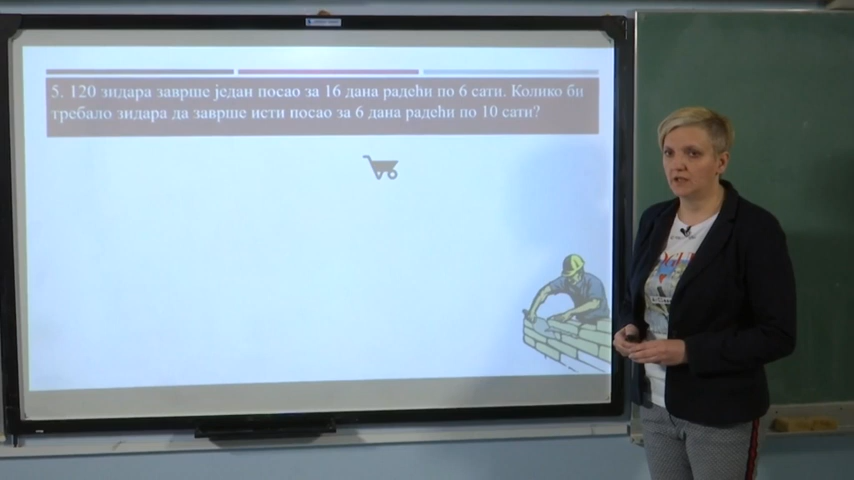 5. 120 зидара заврше један посао за 16 дана радећи по 6 сати. Колико би
требало зидара да заврше исти посао за 6 дана радећи по 10 сати?